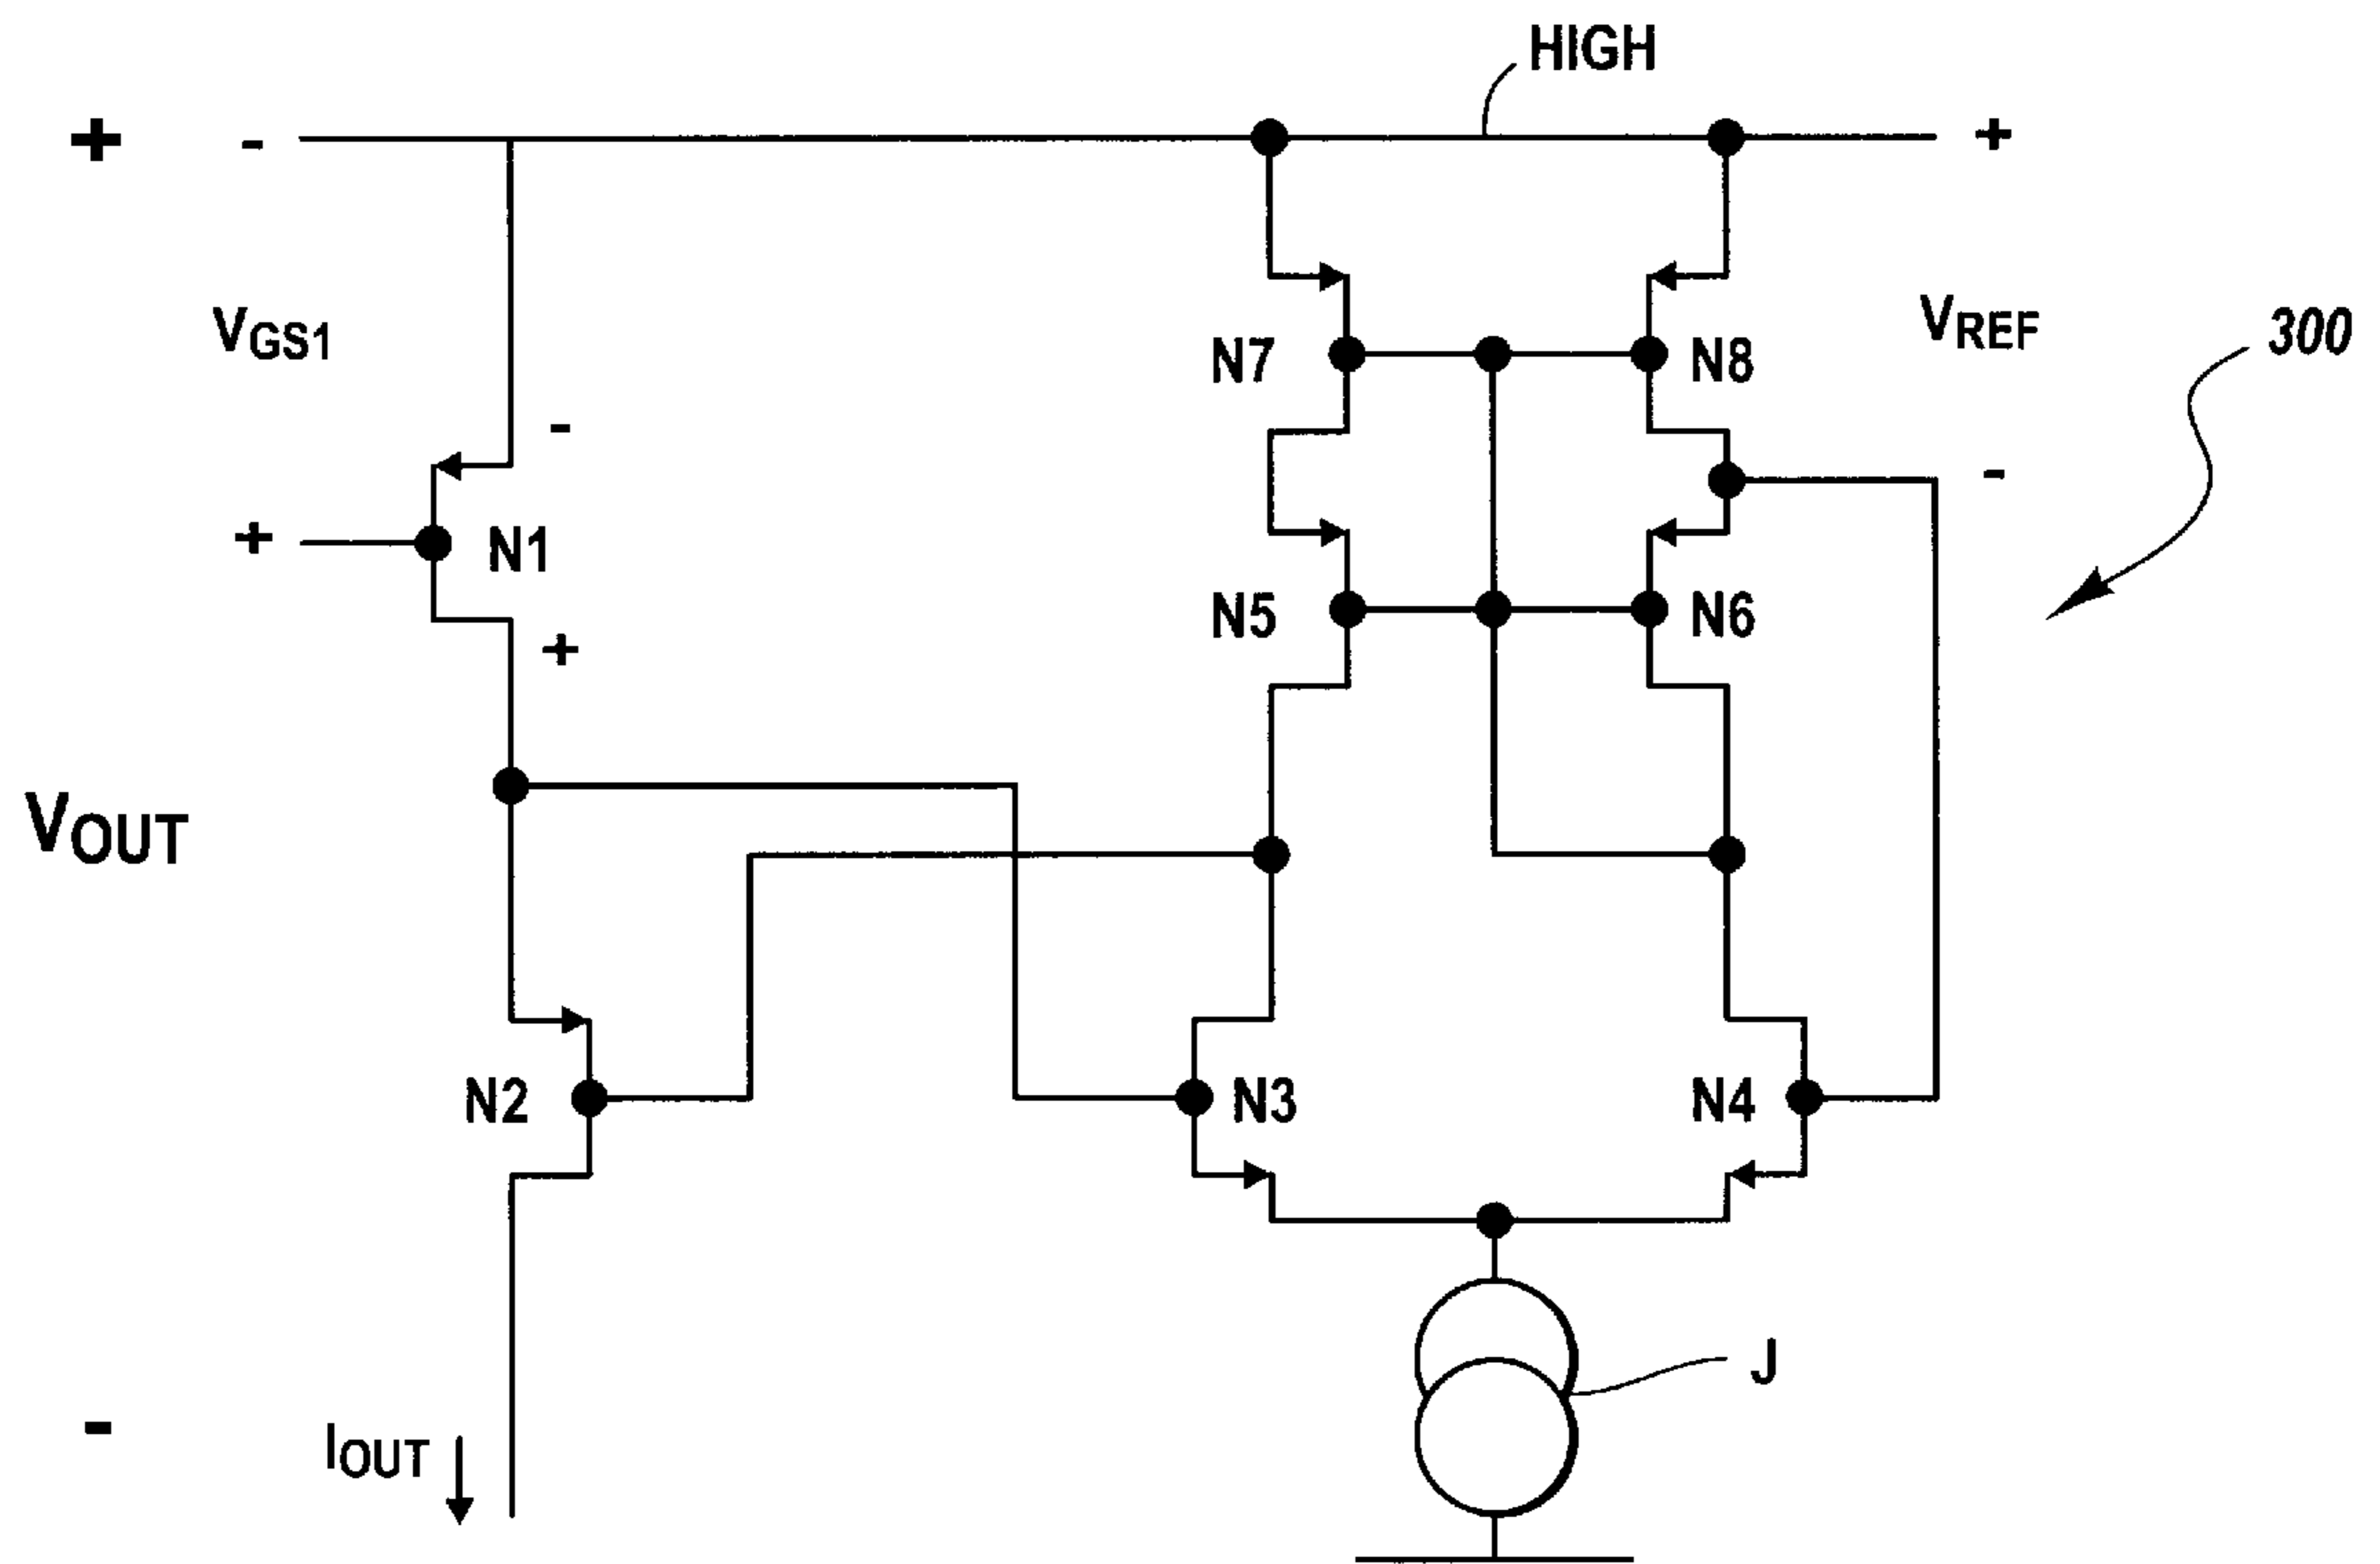 HIGH
+ - +
VGS1
N7
N8
VREF
300
-
-
+
N1
N5
N6
+
VOUT
N2
N3
N4
J
-
IOUT